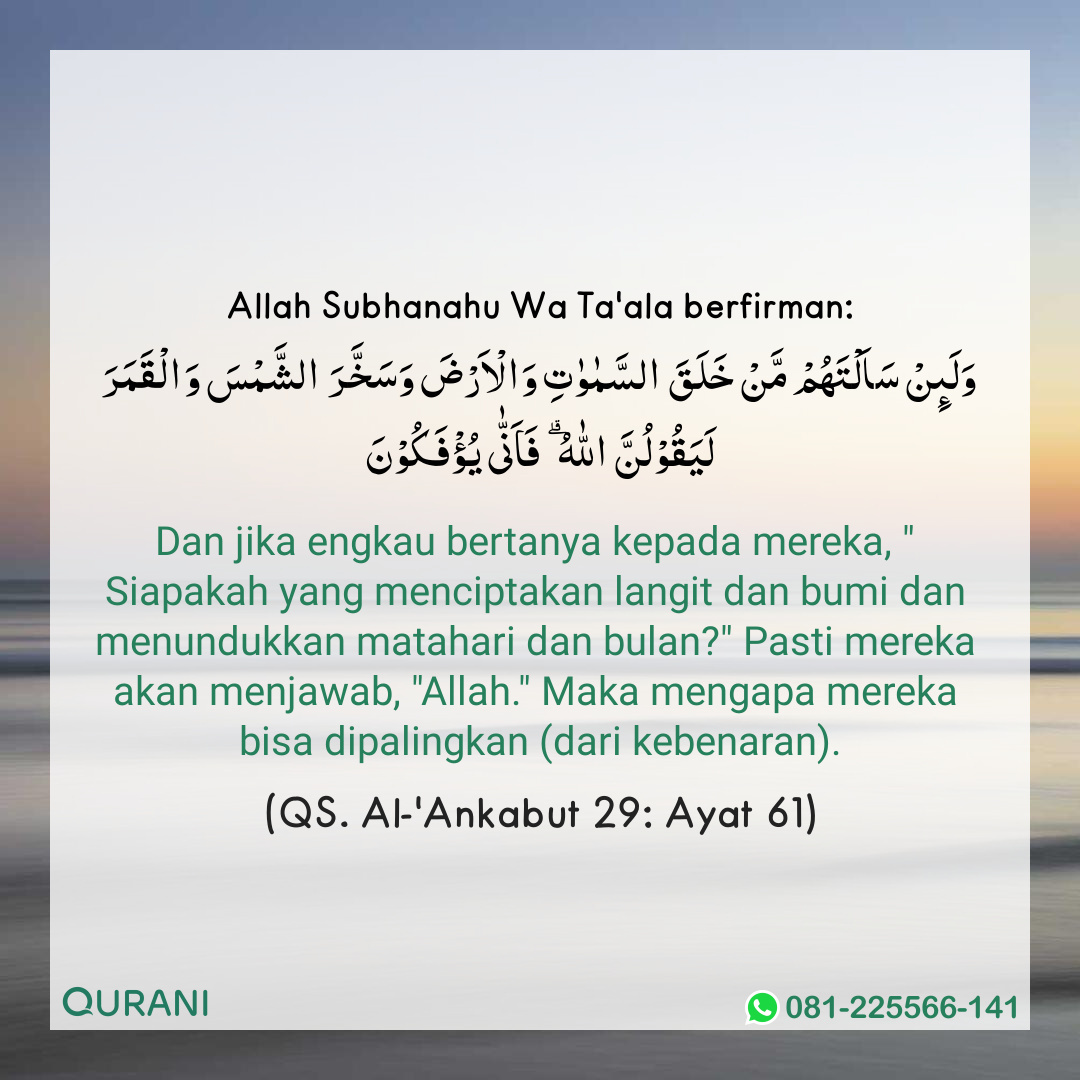 Allah Subhanahu Wa Ta'ala berfirman:
وَلَىِٕنْ سَاَلْتَهُمْ مَّنْ خَلَقَ السَّمٰوٰتِ وَالْاَرْضَ وَسَخَّرَ الشَّمْسَ وَالْقَمَرَ
لَيَقُوْلُنَّ اللّٰهُ ۗ فَاَنّٰى يُؤْفَكُوْنَ
Dan jika engkau bertanya kepada mereka, "
Siapakah yang menciptakan langit dan bumi dan
menundukkan matahari dan bulan?" Pasti mereka
akan menjawab, "Allah." Maka mengapa mereka
bisa dipalingkan (dari kebenaran).
(QS. Al-'Ankabut 29: Ayat 61)
QURANI
081-225566-141